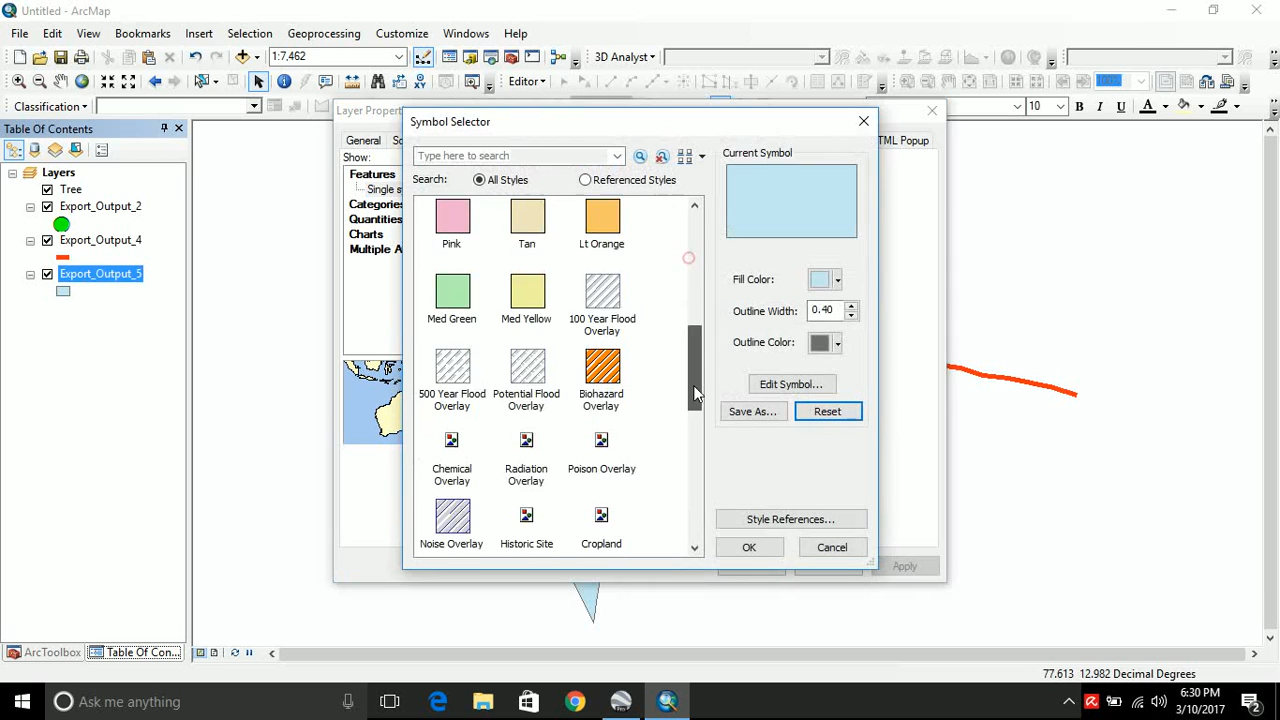 Untitled - ArcMap
File Edit View Bookmarks Insert Selection Geoprocessing Customize Windows Help
1:7,462
3D Analyst
Editor
Classification
10 B I U A
Table Of Contents
Layers
Tree
Export_Output_2
Export_Output_4
Export_Output_5
Layer Propert
General
HTML Popup
Show:
Features
Single s
Categorie
Quantities
Charts
Multiple A
Apply
Symbol Selector
Type here to search
Search: All Styles Referenced Styles
Pink Tan Lt Orange
Med Green Med Yellow 100 Year Flood Overlay
500 Year Flood Overlay Potential Flood Overlay Biohazard Overlay
Chemical Overlay Radiation Overlay Poison Overlay
Noise Overlay Historic Site Cropland
Current Symbol
Fill Color:
Outline Width: 0.40
Outline Color:
Edit Symbol...
Save As... Reset
Style References...
OK Cancel
ArcToolbox Table Of Con...
77.613 12.982 Decimal Degrees
Ask me anything
6:30 PM
3/10/2017
2